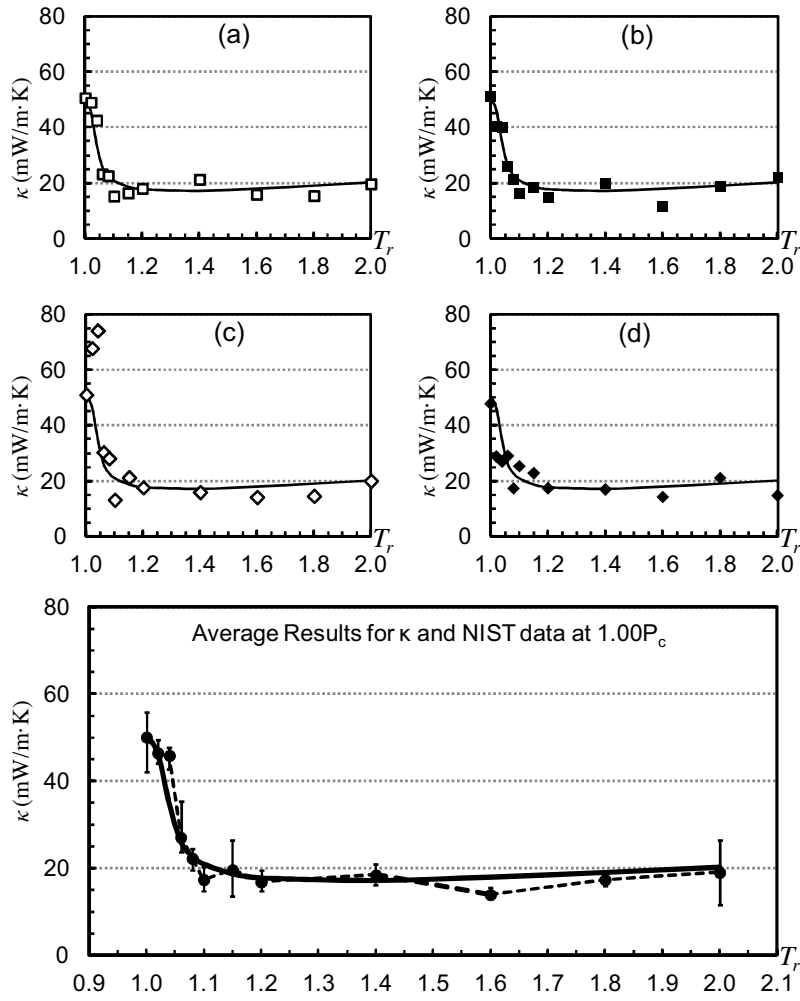 (a)
80
60
40
20
0
κ (mW/m·K)
1.0 1.2 1.4 1.6 1.8 2.0
Tr
(b)
80
60
40
20
0
κ (mW/m·K)
1.0 1.2 1.4 1.6 1.8 2.0
Tr
(c)
80
60
40
20
0
κ (mW/m·K)
1.0 1.2 1.4 1.6 1.8 2.0
Tr
(d)
80
60
40
20
0
κ (mW/m·K)
1.0 1.2 1.4 1.6 1.8 2.0
Tr
Average Results for κ and NIST data at 1.00Pc
80
60
40
20
0
κ (mW/m·K)
0.9 1.0 1.1 1.2 1.3 1.4 1.5 1.6 1.7 1.8 1.9 2.0 2.1
Tr